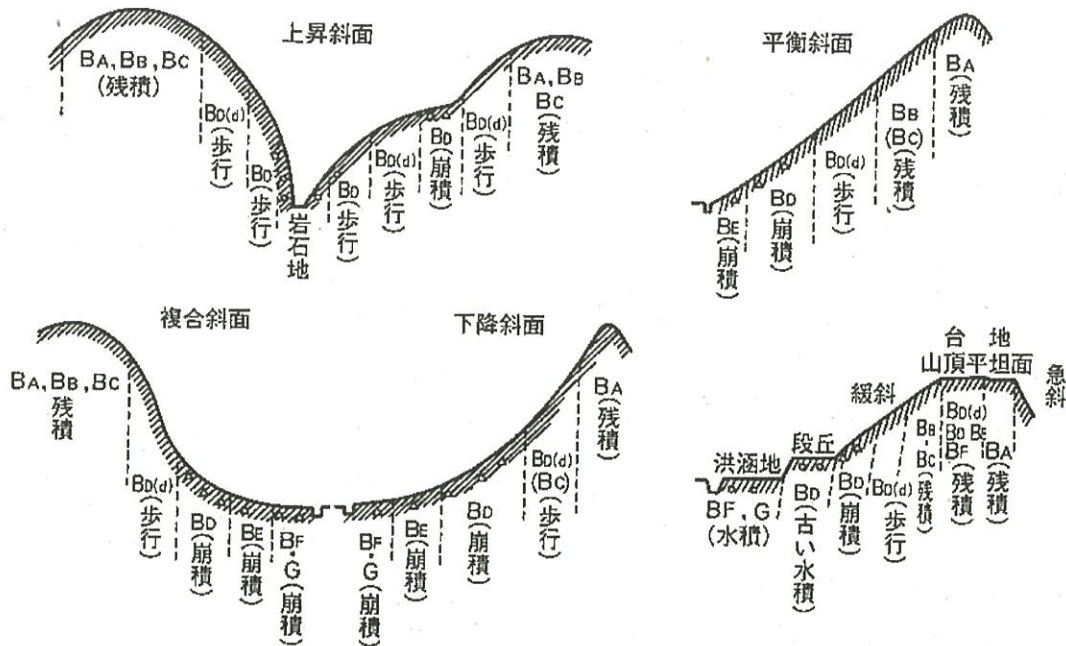 上昇斜面
BA, BB, BC
(残積)
BD(d)(歩行)
BD(歩行)
岩石地
BD(歩行)
BD(d)(歩行)
BD(崩積)
BD(d)(歩行)
BA, BB
BC(残積)
平衡斜面
BE(崩積)
BD(崩積)
BD(d)(歩行)
BB(BC)(残積)
BA(残積)
複合斜面
BA, BB, BC
残積
BD(d)(歩行)
BD(崩積)
BE(崩積)
BF・G(崩積)
下降斜面
BF・G(崩積)
BE(崩積)
BD(崩積)
BD(d)(BC)(歩行)
BA(残積)
台地
山頂平坦面
急斜
緩斜
段丘
洪涵地
BF, G
(水積)
BD(古い水積)
BD(崩積)
BD(d)(歩行)
BB・BC(残積)
BD(d)
BD BE
BF(残積)
BA(残積)